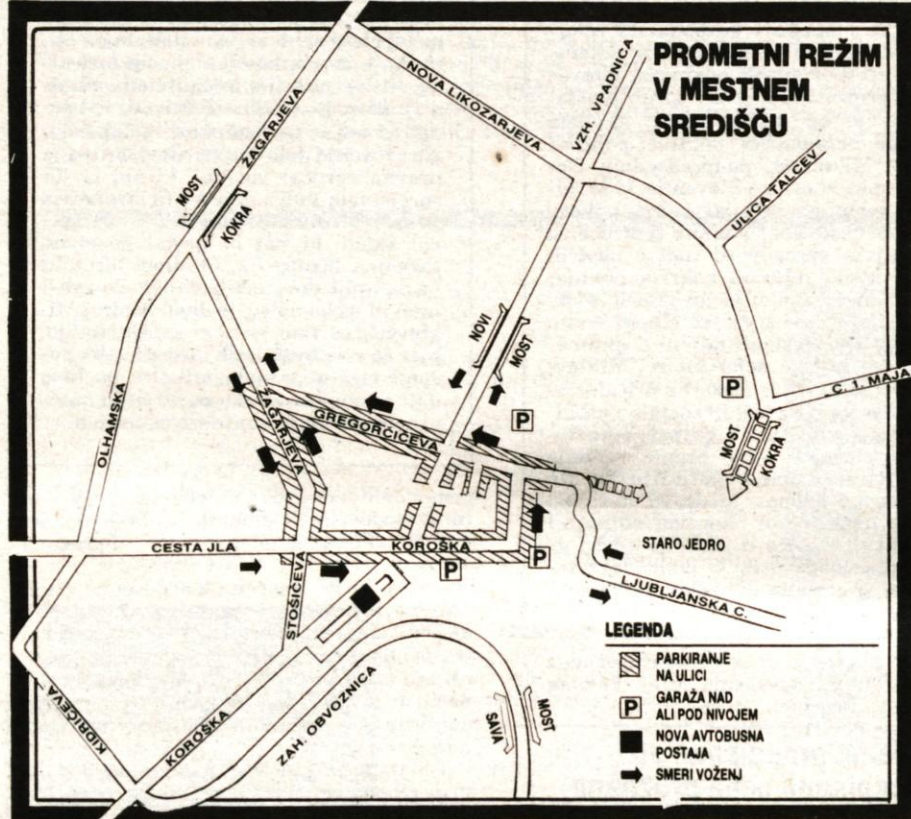 PROMETNI REŽIM
V MESTNEM
SREDIŠČU
NOVA LIKOZARJEVA
VZH. VPADNICA
ŽAGARJEVA
MOST
KOKRA
ULICA TALCEV
NOVI
MOST
P
P
C. 1. MAJA
MOST
KOKRA
OLHAMSKA
ŽAGARJEVA
GREGORČIČEVA
CESTA JLA
KOROŠKA
P
P
STARO JEDRO
LJUBLJANSKA C.
STOŠIĆEVA
KIDRIČEVA
KOROŠKA
ZAH. OBVOZNICA
SAVA
MOST
LEGENDA
PARKIRANJE
NA ULICI
P GARAŽA NAD
ALI POD NIVOJEM
NOVA AVTOBUSNA
POSTAJA
SMERI VOŽENJ